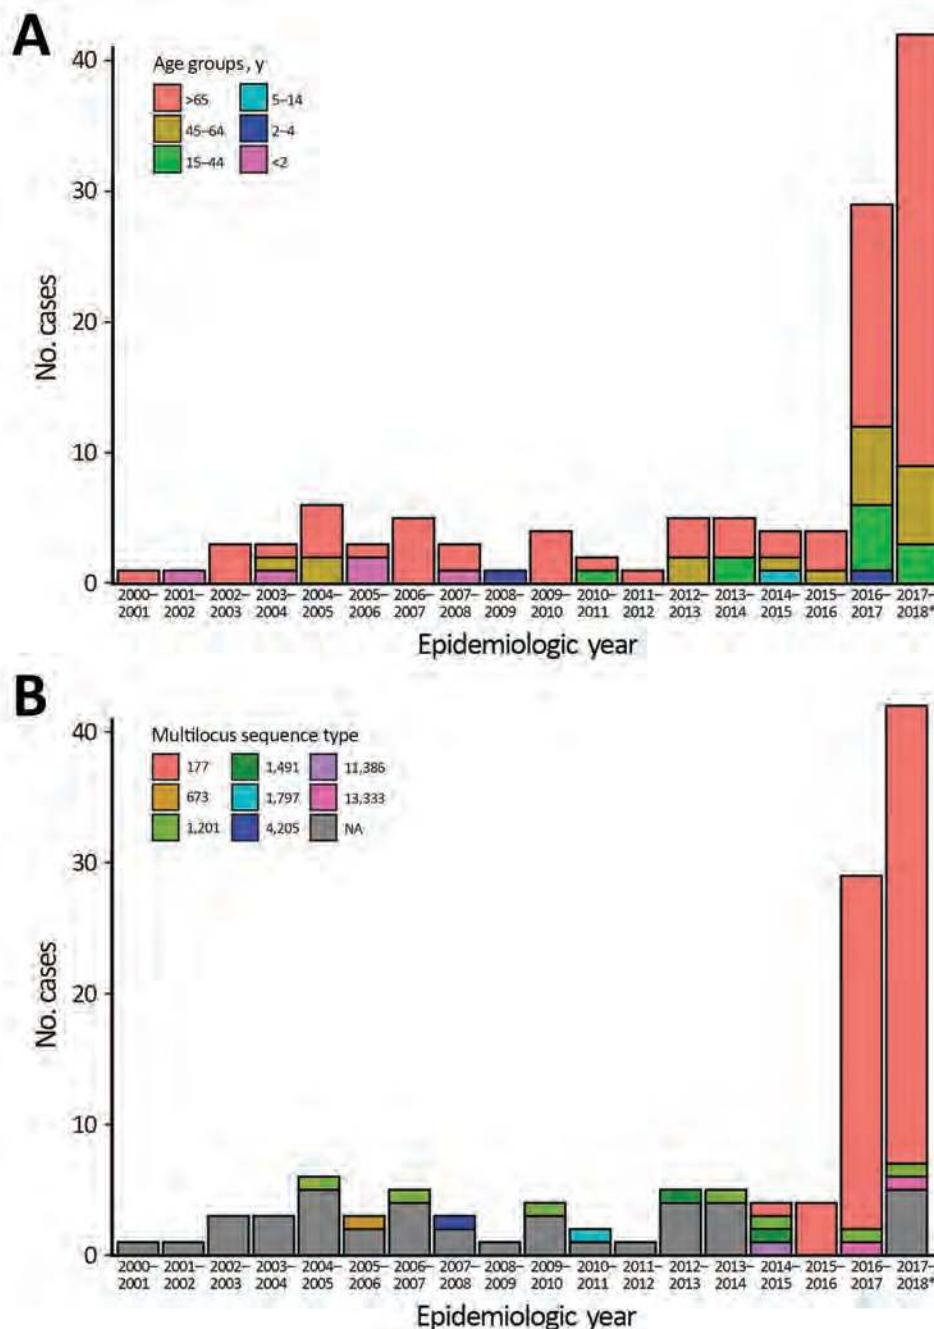 A
40
30
20
10
0
No. cases
Age groups, y
>65
45–64
15–44
5–14
2–4
<2
2000– 2001– 2002– 2003– 2004– 2005– 2006– 2007– 2008– 2009– 2010– 2011– 2012– 2013– 2014– 2015– 2016– 2017–
2001 2002 2003 2004 2005 2006 2007 2008 2009 2010 2011 2012 2013 2014 2015 2016 2017 2018*
Epidemiologic year
B
40
30
20
10
0
No. cases
Multilocus sequence type
177
673
1,201
1,491
1,797
4,205
11,386
13,333
NA
2000– 2001– 2002– 2003– 2004– 2005– 2006– 2007– 2008– 2009– 2010– 2011– 2012– 2013– 2014– 2015– 2016– 2017–
2001 2002 2003 2004 2005 2006 2007 2008 2009 2010 2011 2012 2013 2014 2015 2016 2017 2018*
Epidemiologic year